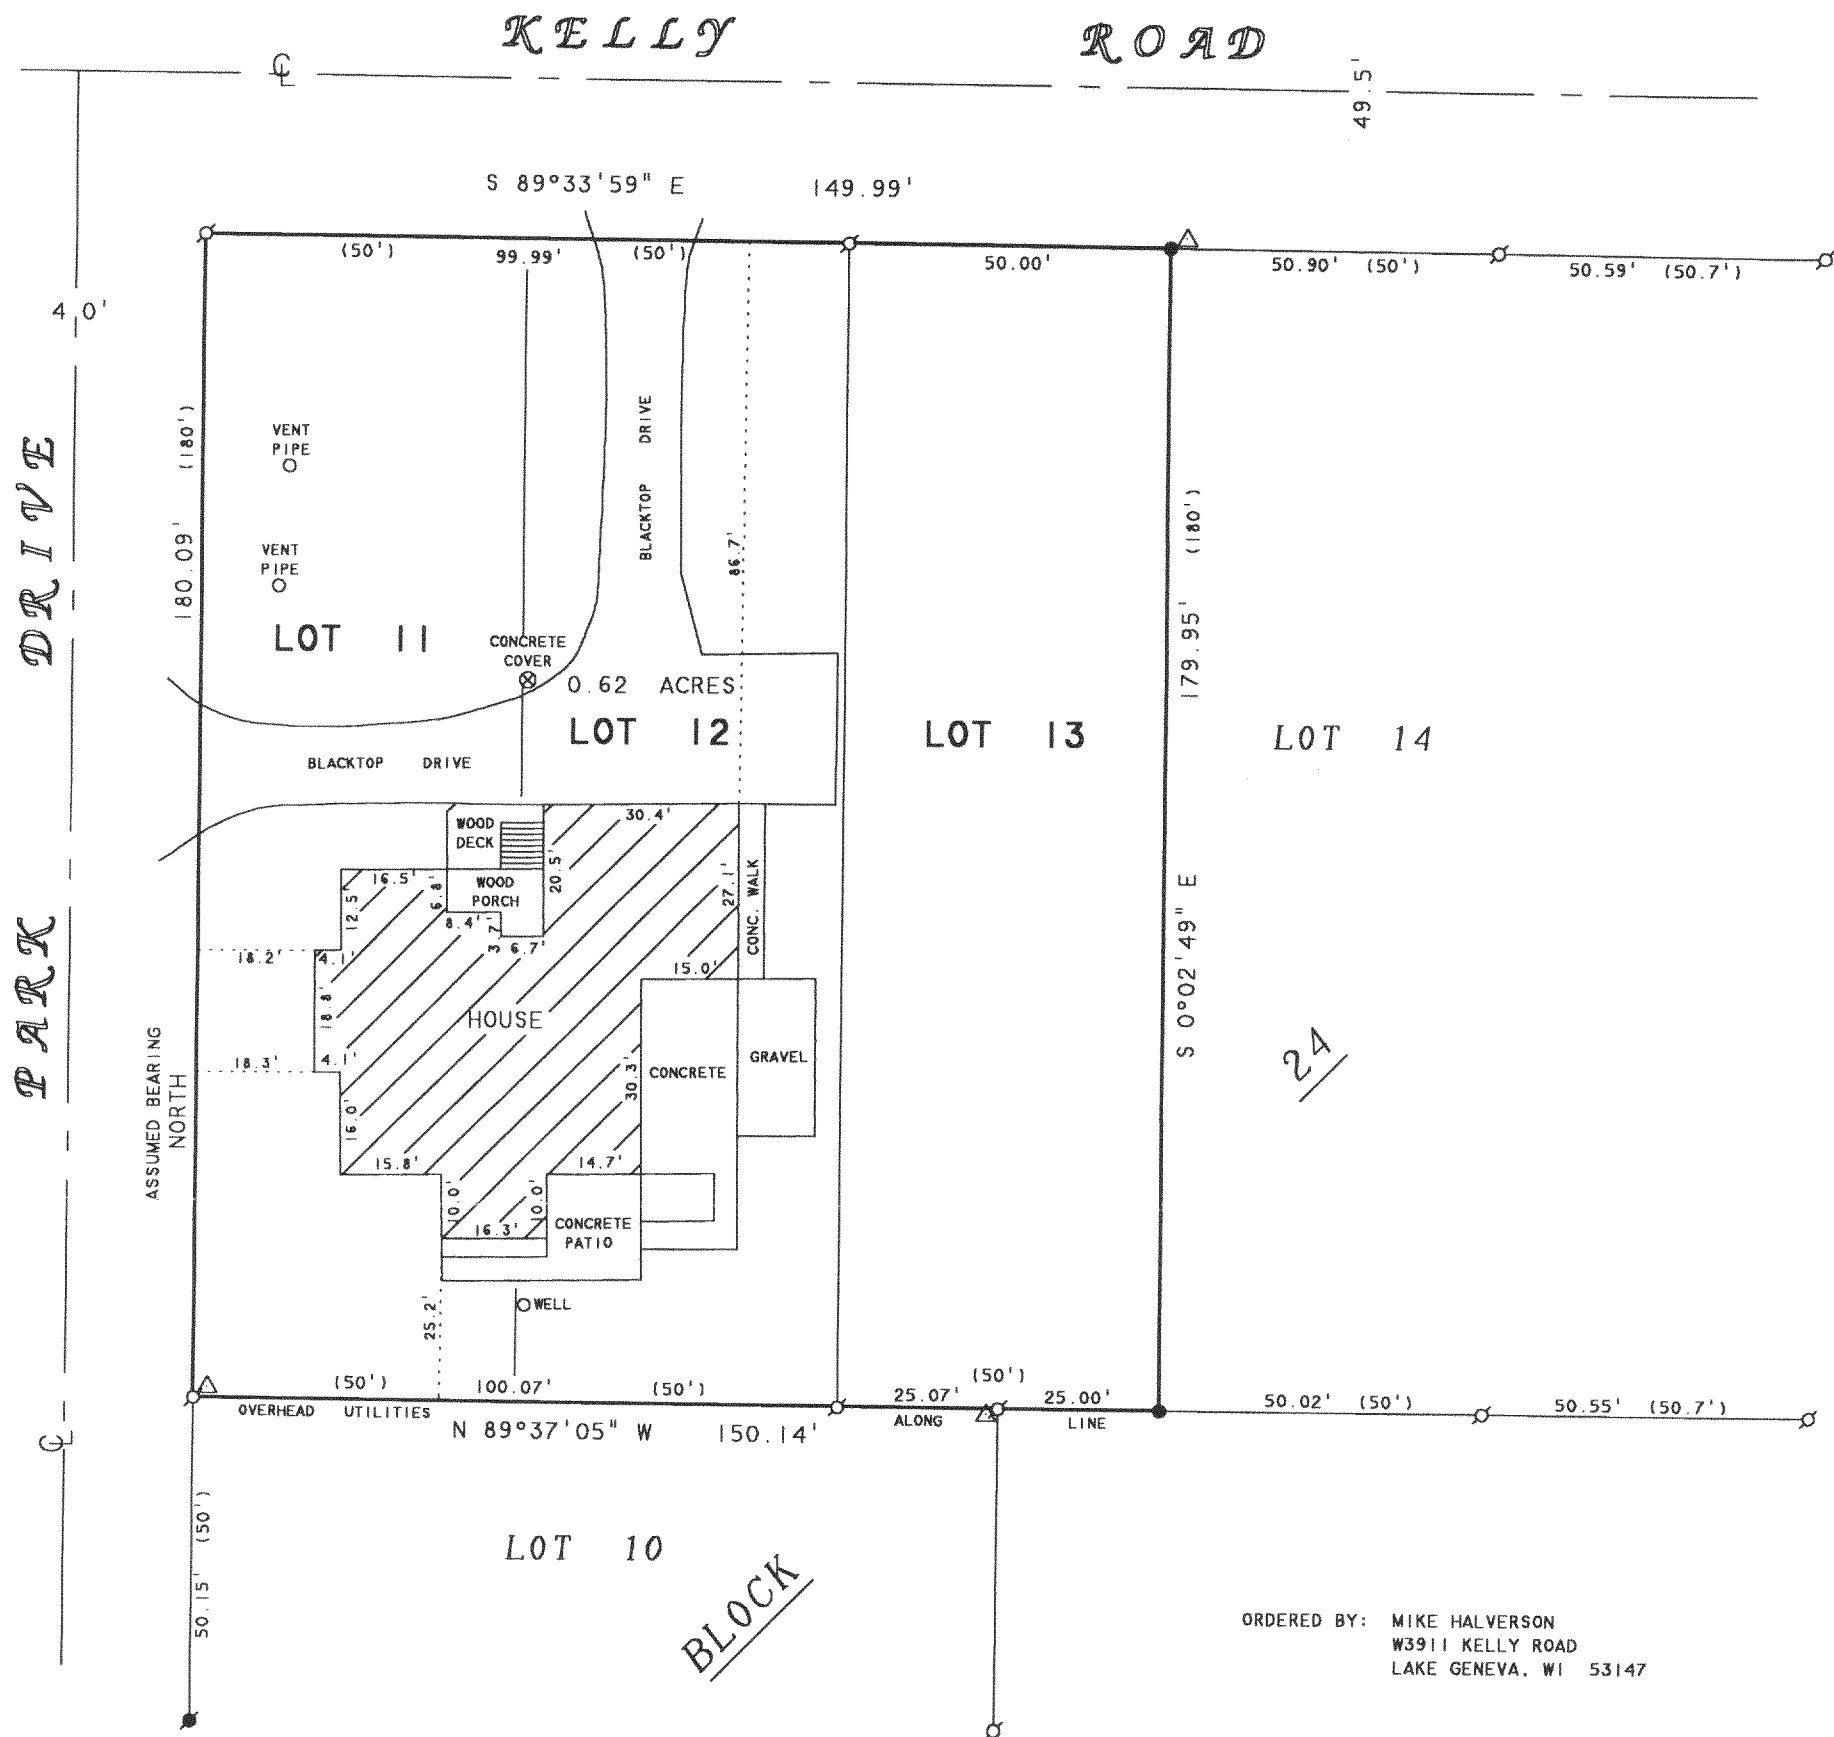 KELLY ROAD
49.5'
S 89°33'59" E 149.99'
(50') 99.99' (50') 50.00' 50.90' (50') 50.59' (50.7')
40'
(180')
180.09'
PARK DRIVE
VENT
PIPE
VENT
PIPE
BLACKTOP DRIVE
86.7'
(180')
179.95'
S 0°02'49" E
LOT 11
CONCRETE
COVER
0.62 ACRES
LOT 12
LOT 13
LOT 14
BLACKTOP DRIVE
WOOD
DECK
30.4'
20.5'
16.5'
6.8'
WOOD
PORCH
12.5'
8.4'
3.7'
6.7'
27.1'
CONC. WALK
18.2'
4.1'
15.0'
18.8'
HOUSE
18.3'
4.1'
30.3'
CONCRETE
GRAVEL
24
ASSUMED BEARING
NORTH
16.0'
15.8'
14.7'
10.0'
10.0'
16.3'
CONCRETE
PATIO
WELL
25.2'
(50') 100.07' (50') 25.07' (50') 25.00' 50.02' (50') 50.55' (50.7')
OVERHEAD UTILITIES ALONG LINE
N 89°37'05" W 150.14'
50.15' (50')
LOT 10
BLOCK
ORDERED BY: MIKE HALVERSON
W3911 KELLY ROAD
LAKE GENEVA, WI 53147